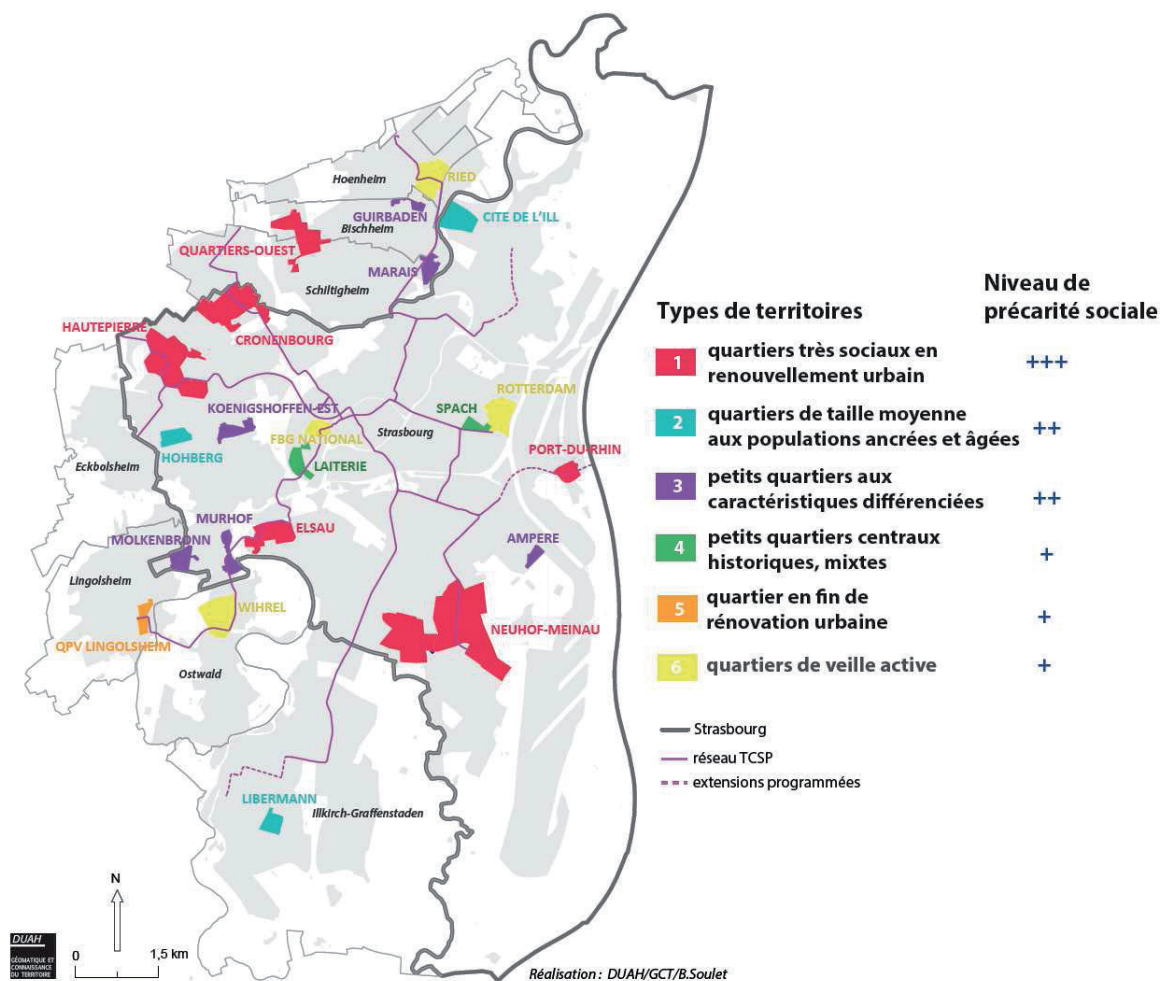 RIED
Hoenheim
GUIRBADEN
CITE DE L'ILL
Bischheim
QUARTIERS-OUEST
MARAIS
Schiltigheim
HAUTEPIERRE
CRONENBOURG
ROTTERDAM
KOENIGSHOFFEN-EST
SPACH
FBG NATIONAL
Strasbourg
HOHBERG
PORT-DU-RHIN
Eckbolsheim
LAITERIE
MURHOF
ELSAU
MOLKENBRONN
AMPERE
Lingolsheim
WIHREL
NEUHOF-MEINAU
QPV LINGOLSHEIM
Ostwald
LIBERMANN
Illkirch-Graffenstaden
Types de territoires
Niveau de
précarité sociale
1 quartiers très sociaux en
renouvellement urbain
+++
2 quartiers de taille moyenne
aux populations ancrées et âgées
++
3 petits quartiers aux
caractéristiques différenciées
++
4 petits quartiers centraux
historiques, mixtes
+
5 quartier en fin de
rénovation urbaine
+
6 quartiers de veille active
+
Strasbourg
réseau TCSP
extensions programmées
N
0 1,5 km
DUAH
GÉOMATIQUE ET
CONNAISSANCE
DU TERRITOIRE
Réalisation : DUAH/GCT/B.Soulet